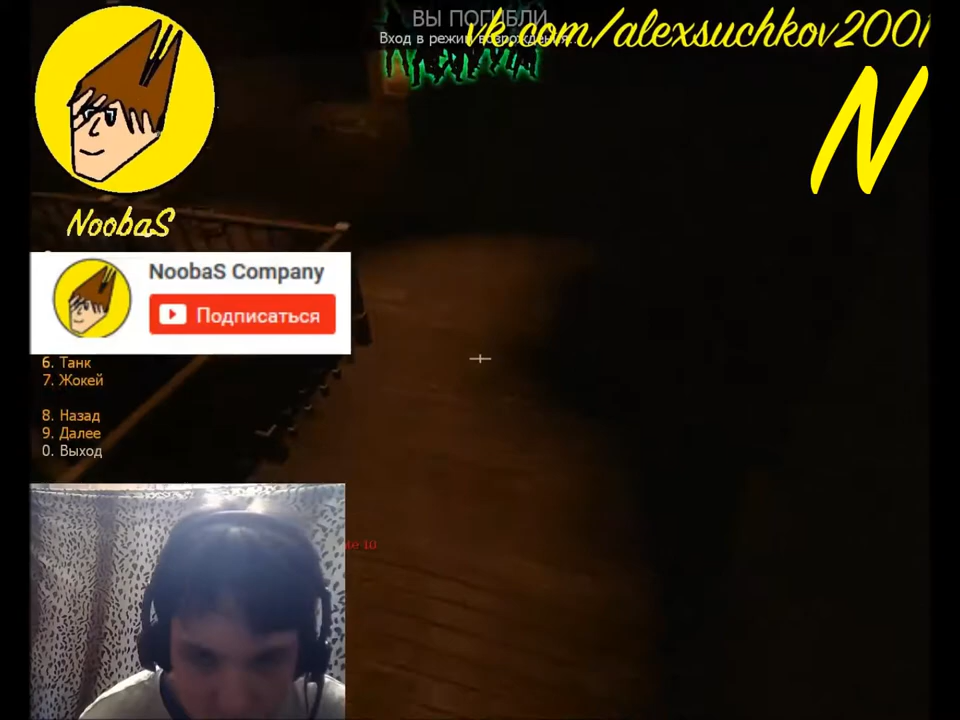 ВЫ ПОГИБЛИ
Вход в режим возрождения...
vk.com/alexsuchkov2001
N
NoobaS
NoobaS Company
Подписаться
6. Танк
7. Жокей
8. Назад
9. Далее
0. Выход
10